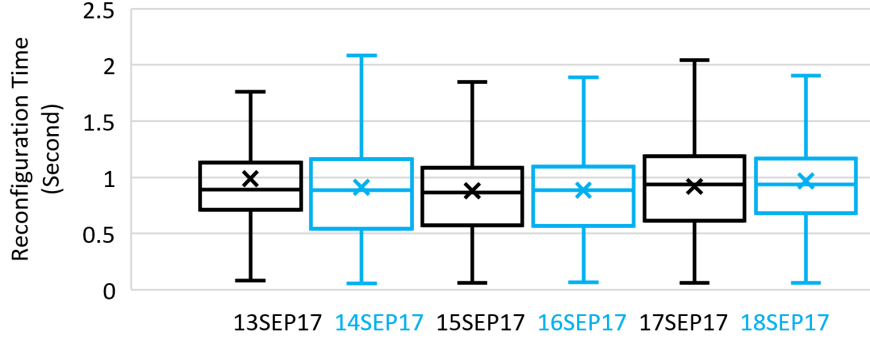 2.5
2
1.5
1
0.5
0
Reconfiguration Time
(Second)
13SEP17 14SEP17 15SEP17 16SEP17 17SEP17 18SEP17